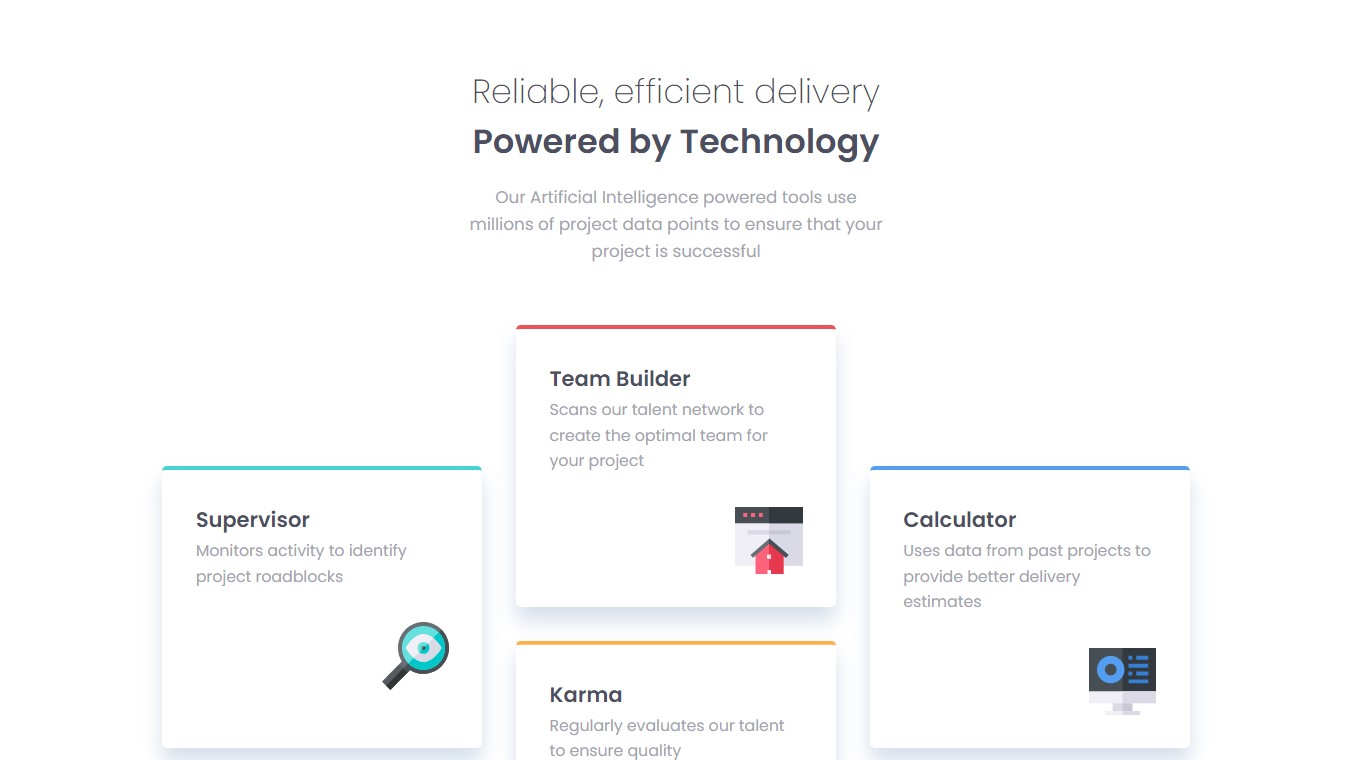 Reliable, efficient delivery
Powered by Technology
Our Artificial Intelligence powered tools use
millions of project data points to ensure that your
project is successful
Team Builder
Scans our talent network to
create the optimal team for
your project
Supervisor
Monitors activity to identify
project roadblocks
Calculator
Uses data from past projects to
provide better delivery
estimates
Karma
Regularly evaluates our talent
to ensure quality